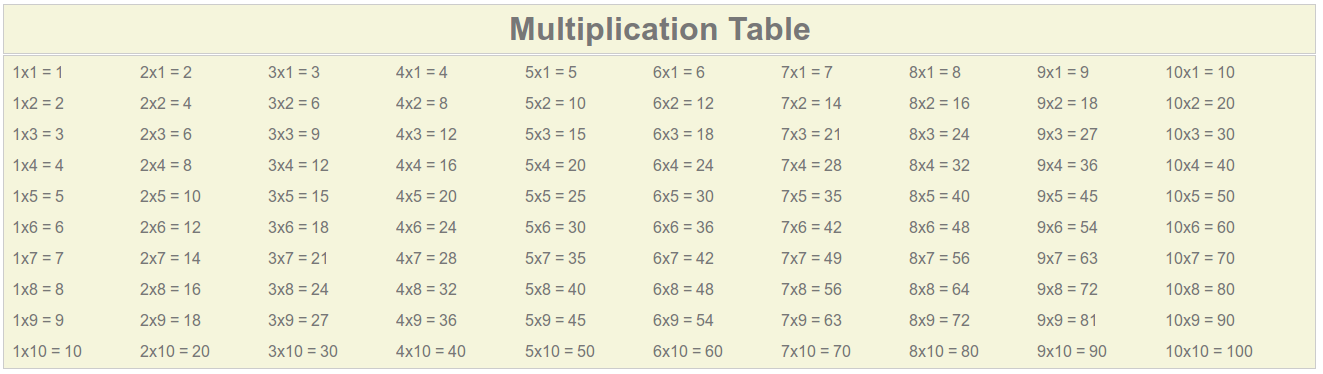 Multiplication Table
1x1 = 1 2x1 = 2 3x1 = 3 4x1 = 4 5x1 = 5 6x1 = 6 7x1 = 7 8x1 = 8 9x1 = 9 10x1 = 10
1x2 = 2 2x2 = 4 3x2 = 6 4x2 = 8 5x2 = 10 6x2 = 12 7x2 = 14 8x2 = 16 9x2 = 18 10x2 = 20
1x3 = 3 2x3 = 6 3x3 = 9 4x3 = 12 5x3 = 15 6x3 = 18 7x3 = 21 8x3 = 24 9x3 = 27 10x3 = 30
1x4 = 4 2x4 = 8 3x4 = 12 4x4 = 16 5x4 = 20 6x4 = 24 7x4 = 28 8x4 = 32 9x4 = 36 10x4 = 40
1x5 = 5 2x5 = 10 3x5 = 15 4x5 = 20 5x5 = 25 6x5 = 30 7x5 = 35 8x5 = 40 9x5 = 45 10x5 = 50
1x6 = 6 2x6 = 12 3x6 = 18 4x6 = 24 5x6 = 30 6x6 = 36 7x6 = 42 8x6 = 48 9x6 = 54 10x6 = 60
1x7 = 7 2x7 = 14 3x7 = 21 4x7 = 28 5x7 = 35 6x7 = 42 7x7 = 49 8x7 = 56 9x7 = 63 10x7 = 70
1x8 = 8 2x8 = 16 3x8 = 24 4x8 = 32 5x8 = 40 6x8 = 48 7x8 = 56 8x8 = 64 9x8 = 72 10x8 = 80
1x9 = 9 2x9 = 18 3x9 = 27 4x9 = 36 5x9 = 45 6x9 = 54 7x9 = 63 8x9 = 72 9x9 = 81 10x9 = 90
1x10 = 10 2x10 = 20 3x10 = 30 4x10 = 40 5x10 = 50 6x10 = 60 7x10 = 70 8x10 = 80 9x10 = 90 10x10 = 100